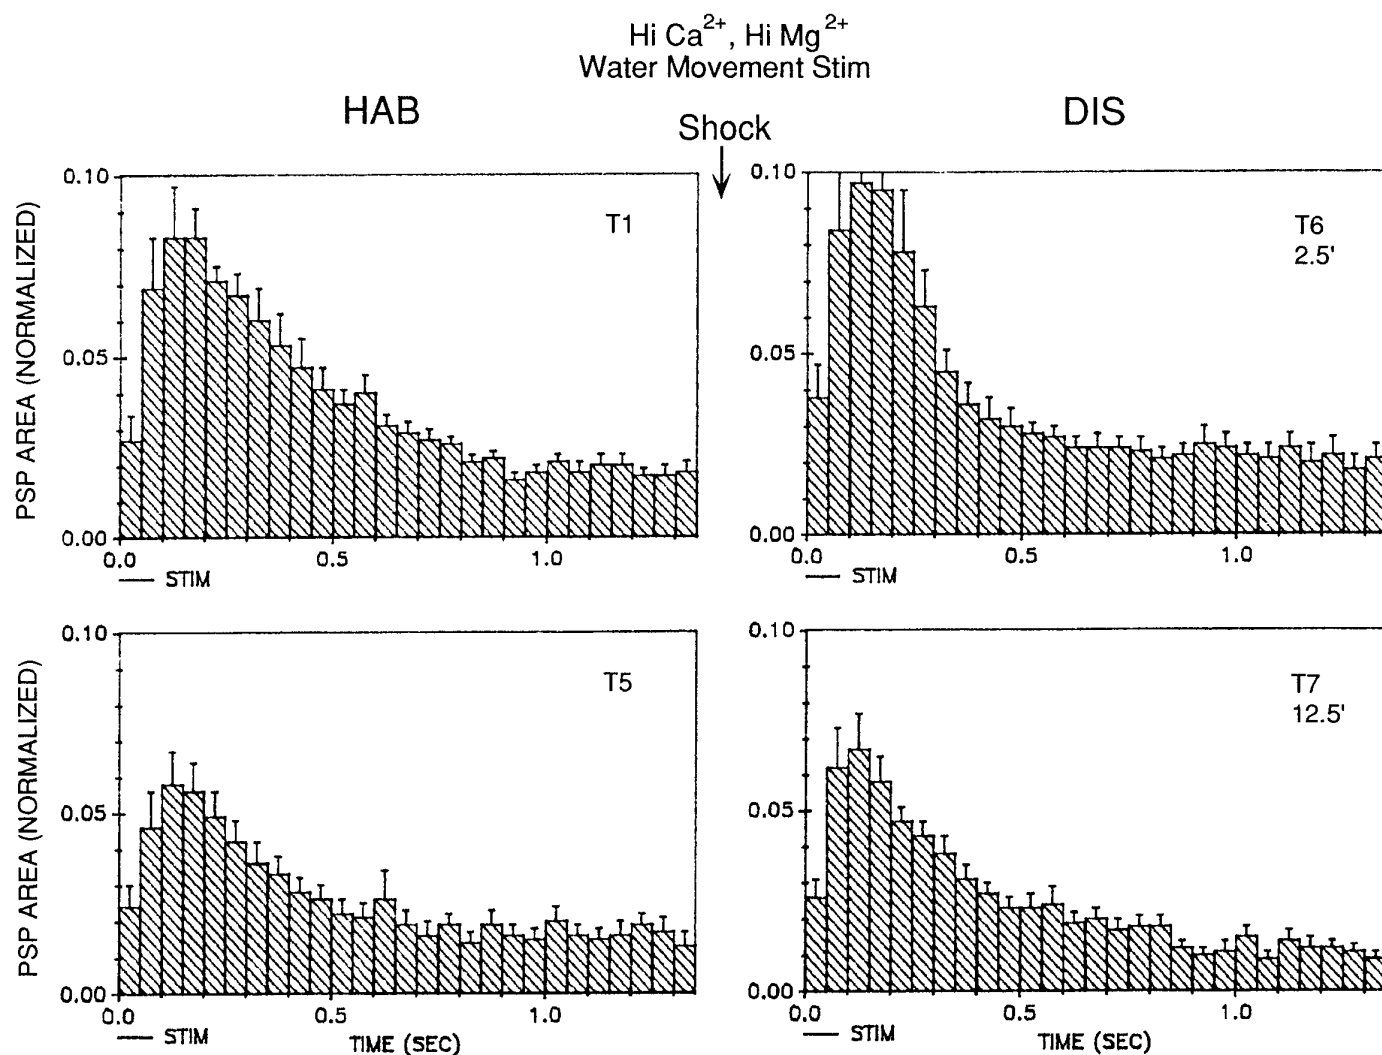 Hi Ca2+, Hi Mg2+
Water Movement Stim
HAB
Shock
DIS
PSP AREA (NORMALIZED)
0.10
0.05
0.00
0.0
0.5
1.0
STIM
T1
0.10
0.05
0.00
0.0
0.5
1.0
STIM
T6
2.5'
PSP AREA (NORMALIZED)
0.10
0.05
0.00
0.0
0.5
1.0
STIM
TIME (SEC)
T5
0.10
0.05
0.00
0.0
0.5
1.0
STIM
TIME (SEC)
T7
12.5'